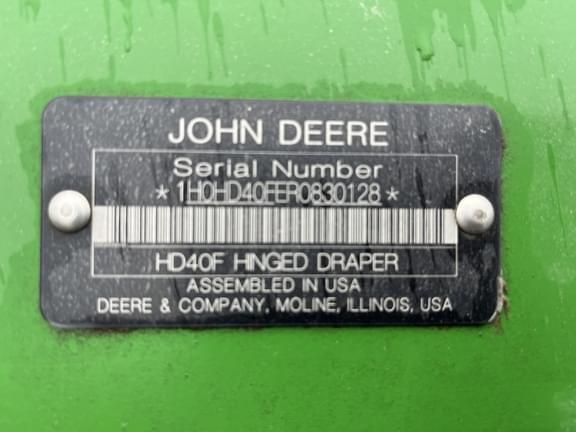 JOHN DEERE
Serial Number
*1H0HD40FER0830128*
HD40F HINGED DRAPER
ASSEMBLED IN USA
DEERE & COMPANY, MOLINE, ILLINOIS, USA